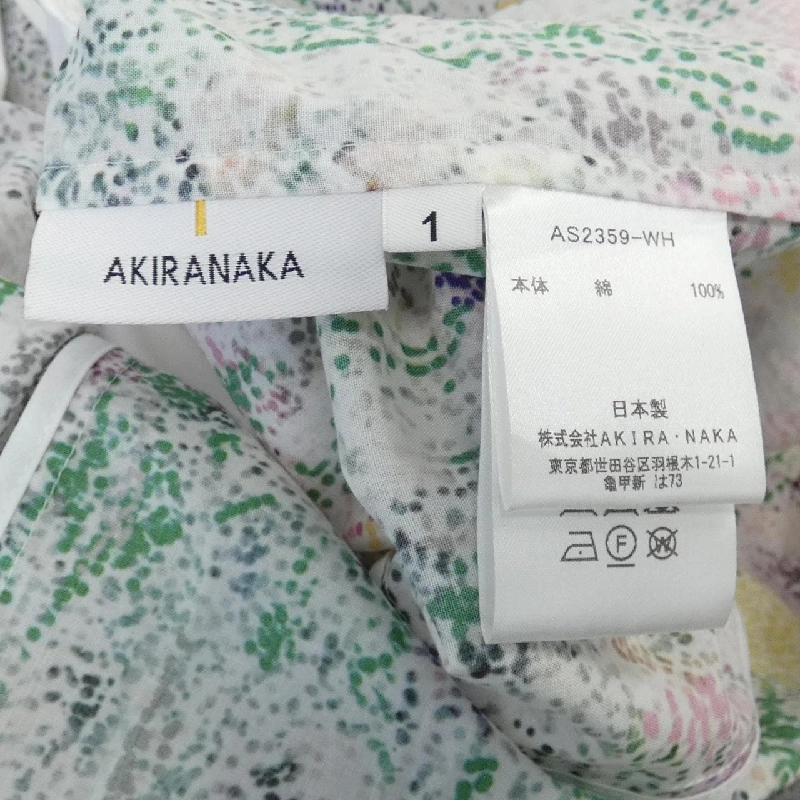 AKIRANAKA
1
AS2359-WH
本体 綿 100%
日本製
株式会社AKIRA・NAKA
東京都世田谷区羽根木1-21-1
亀甲新 は73
F
W